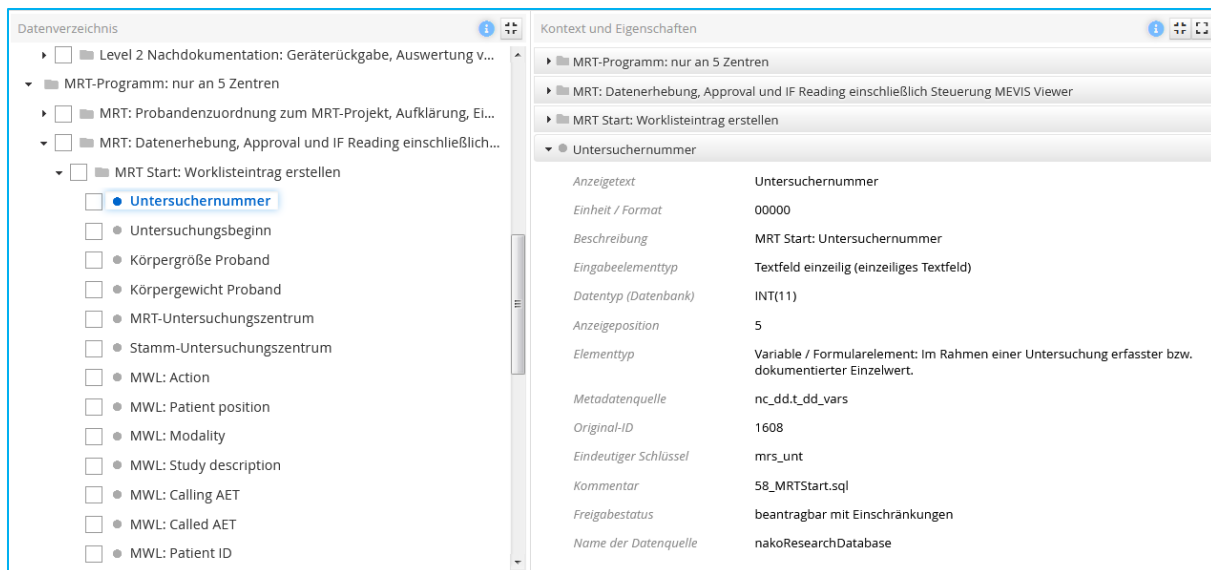 Datenverzeichnis
Level 2 Nachdokumentation: Geräterückgabe, Auswertung v...
MRT-Programm: nur an 5 Zentren
MRT: Probandenzuordnung zum MRT-Projekt, Aufklärung, Ei...
MRT: Datenerhebung, Approval und IF Reading einschließlich...
MRT Start: Worklisteintrag erstellen
Untersuchernummer
Untersuchungsbeginn
Körpergröße Proband
Körpergewicht Proband
MRT-Untersuchungszentrum
Stamm-Untersuchungszentrum
MWL: Action
MWL: Patient position
MWL: Modality
MWL: Study description
MWL: Calling AET
MWL: Called AET
MWL: Patient ID
Kontext und Eigenschaften
MRT-Programm: nur an 5 Zentren
MRT: Datenerhebung, Approval und IF Reading einschließlich Steuerung MEVIS Viewer
MRT Start: Worklisteintrag erstellen
Untersuchernummer
Anzeigetext Untersuchernummer
Einheit / Format 00000
Beschreibung MRT Start: Untersuchernummer
Eingabeelementtyp Textfeld einzeilig (einzeiliges Textfeld)
Datentyp (Datenbank) INT(11)
Anzeigeposition 5
Elementtyp Variable / Formularelement: Im Rahmen einer Untersuchung erfasster bzw.
dokumentierter Einzelwert.
Metadatenquelle nc_dd.t_dd_vars
Original-ID 1608
Eindeutiger Schlüssel mrs_unt
Kommentar 58_MRTStart.sql
Freigabestatus beantragbar mit Einschränkungen
Name der Datenquelle nakoResearchDatabase